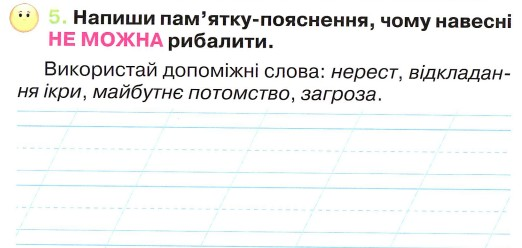 5. Напиши пам’ятку-пояснення, чому навесні
НЕ МОЖНА рибалити.
Використай допоміжні слова: нерест, відкладан-
ня ікри, майбутнє потомство, загроза.